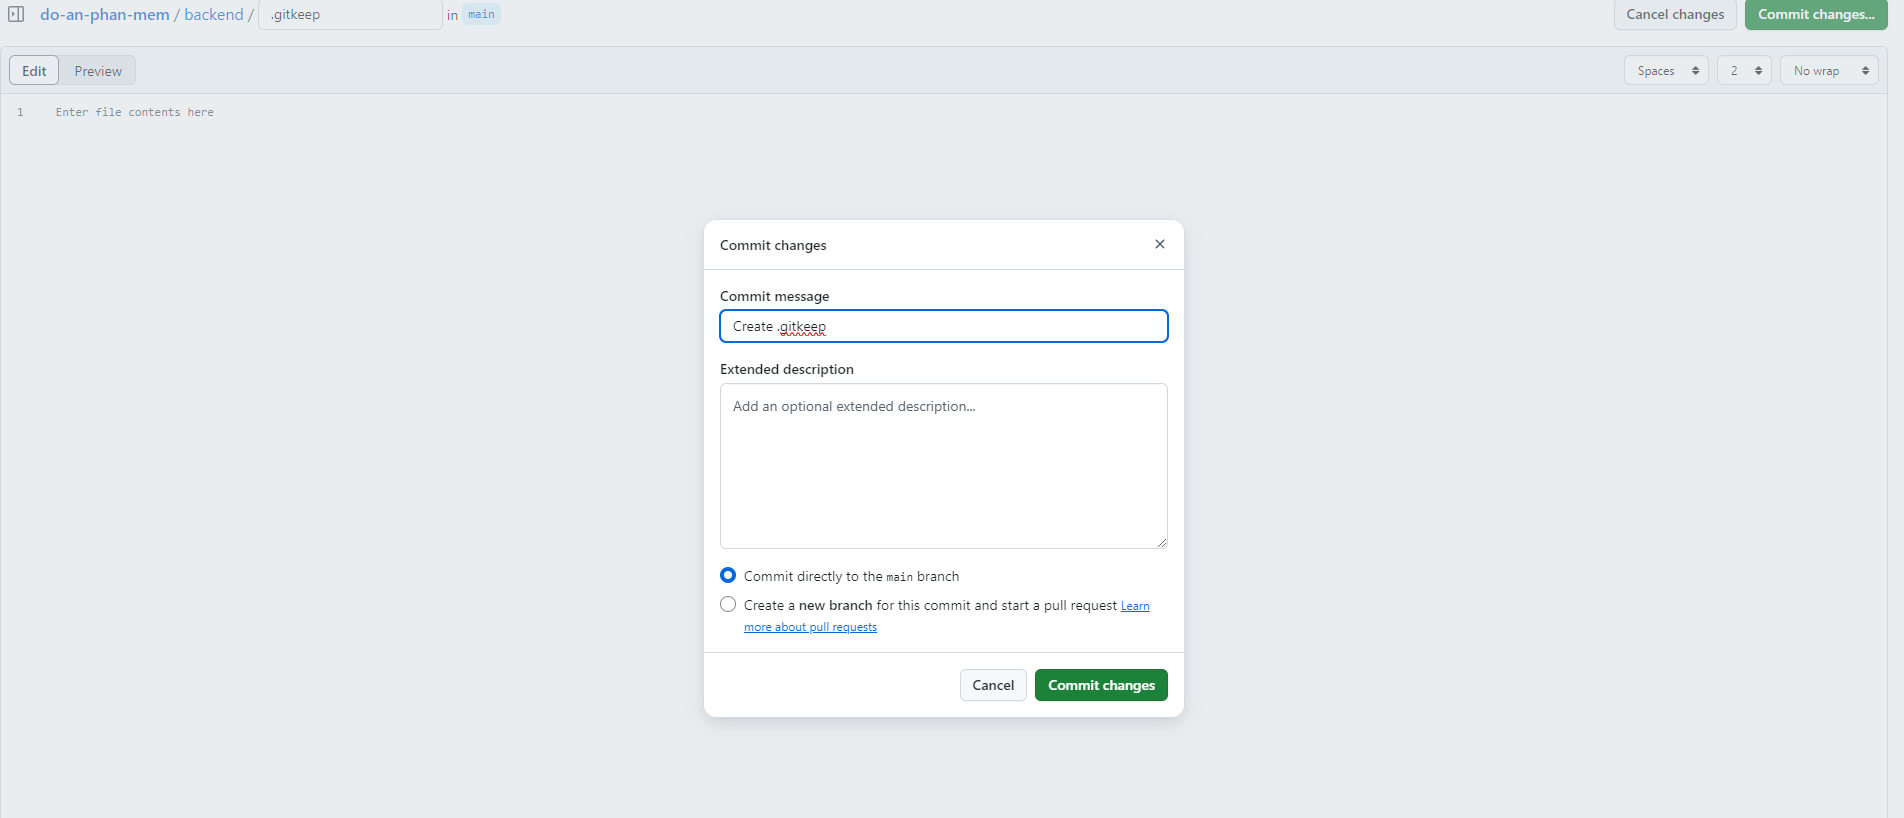 do-an-phan-mem / backend / .gitkeep in main
Cancel changes
Commit changes...
Edit
Preview
Spaces
2
No wrap
1 Enter file contents here
Commit changes
Commit message
Create .gitkeep
Extended description
Add an optional extended description...
Commit directly to the main branch
Create a new branch for this commit and start a pull request Learn
more about pull requests
Cancel
Commit changes